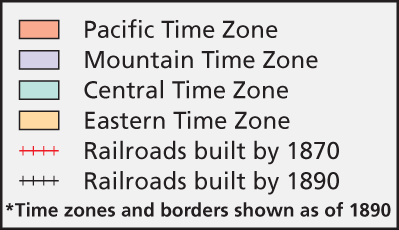 Pacific Time Zone
Mountain Time Zone
Central Time Zone
Eastern Time Zone
Railroads built by 1870
Railroads built by 1890
*Time zones and borders shown as of 1890